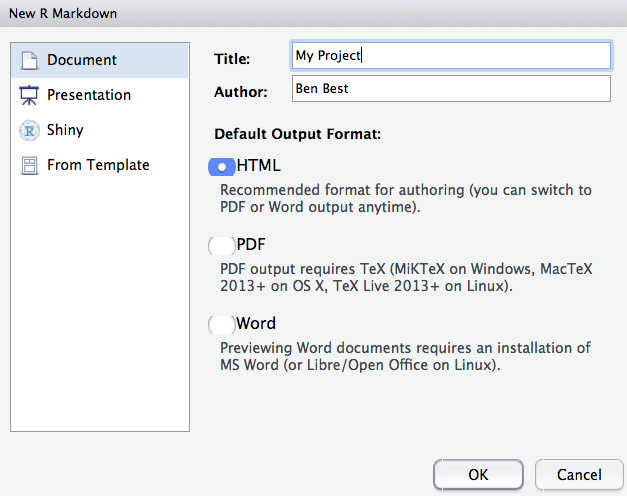 New R Markdown
Document
Presentation
R
Shiny
From Template
Title:
My Project
Author:
Ben Best
Default Output Format:
HTML
Recommended format for authoring (you can switch to
PDF or Word output anytime).
PDF
PDF output requires TeX (MiKTeX on Windows, MacTeX
2013+ on OS X, TeX Live 2013+ on Linux).
Word
Previewing Word documents requires an installation of
MS Word (or Libre/Open Office on Linux).
OK
Cancel